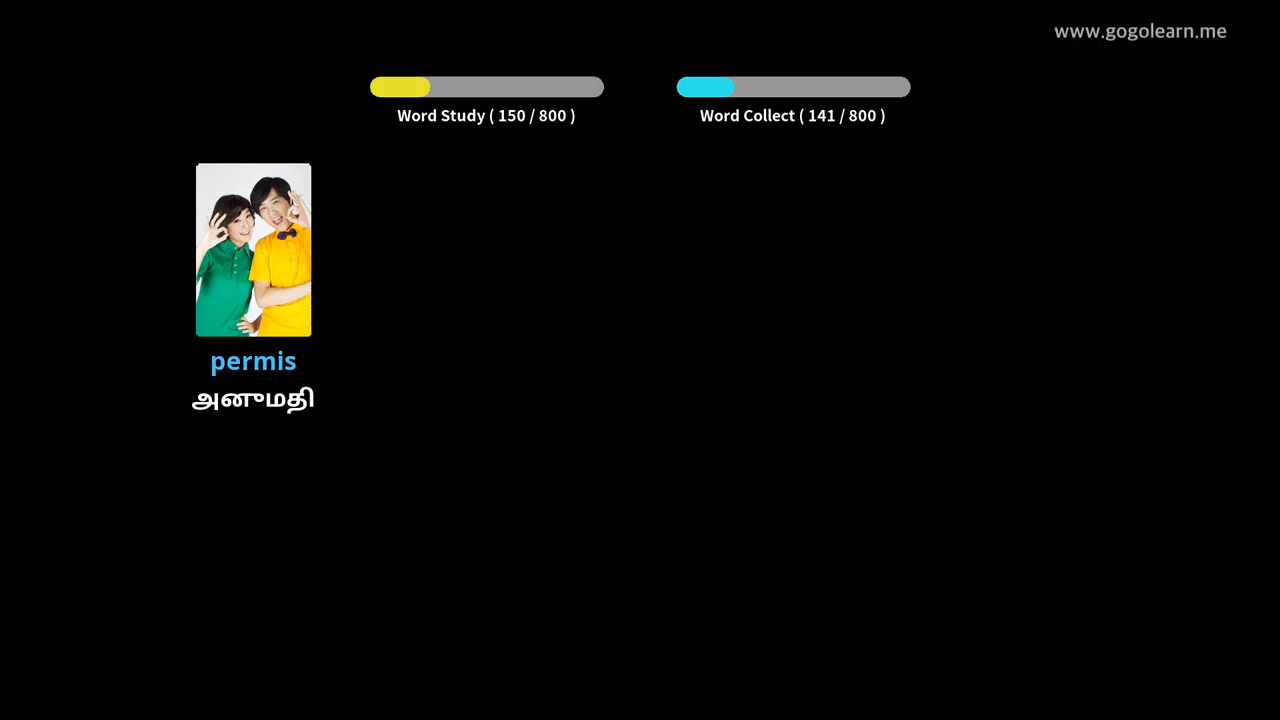 www.gogolearn.me
Word Study ( 150 / 800 )
Word Collect ( 141 / 800 )
permis
அனுமதி